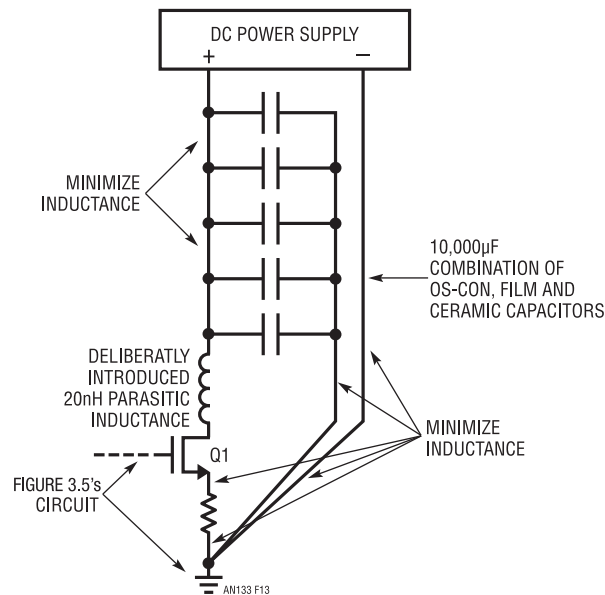 DC POWER SUPPLY
+
–
MINIMIZE
INDUCTANCE
10,000µF
COMBINATION OF
OS-CON, FILM AND
CERAMIC CAPACITORS
DELIBERATLY
INTRODUCED
20nH PARASITIC
INDUCTANCE
MINIMIZE
INDUCTANCE
Q1
FIGURE 3.5's
CIRCUIT
AN133 F13